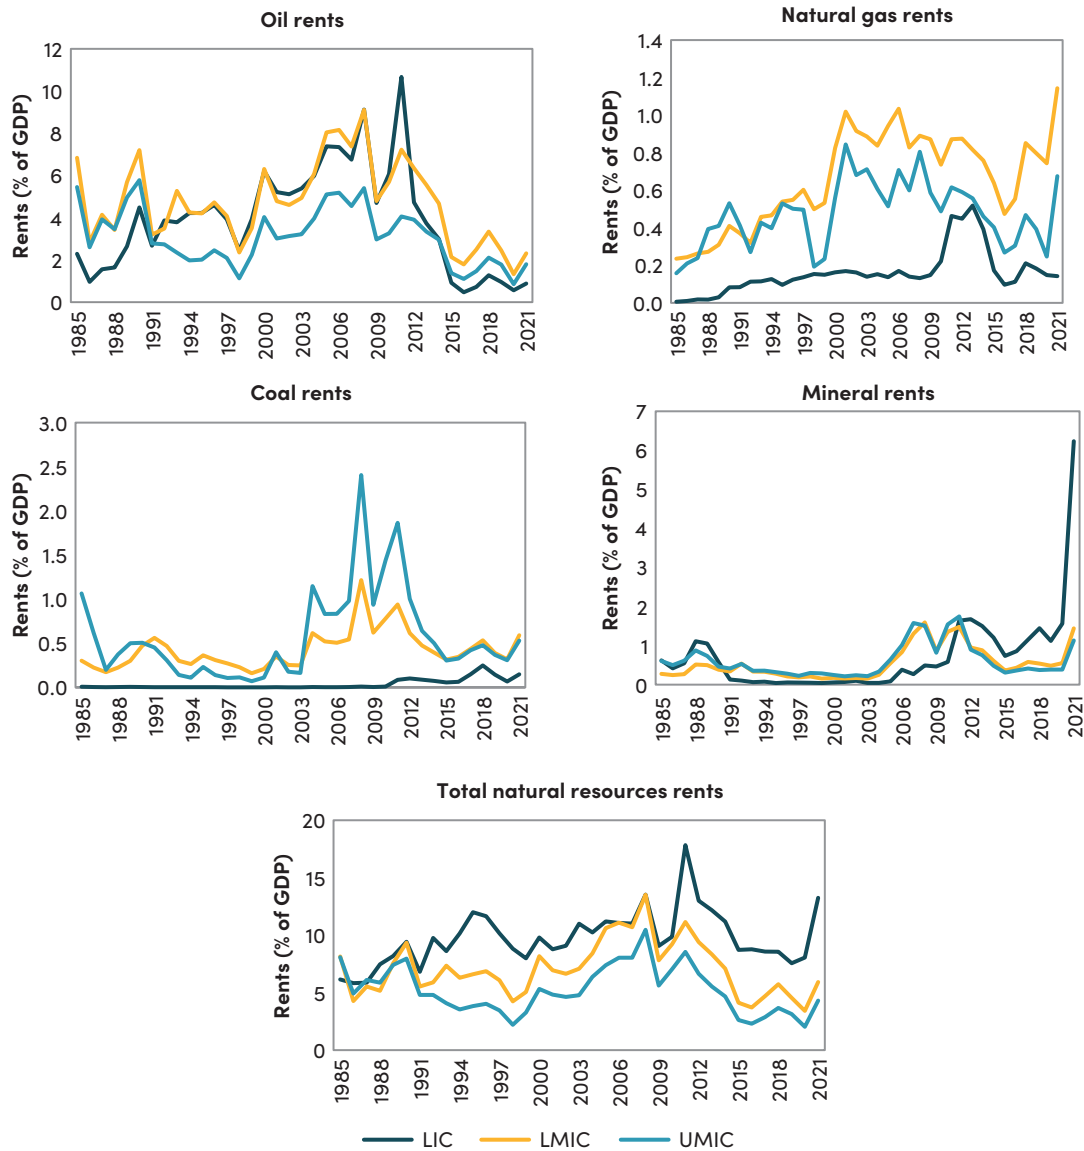 Oil rents
Rents (% of GDP)
12
10
8
6
4
2
0
1985 1988 1991 1994 1997 2000 2003 2006 2009 2012 2015 2018 2021
Natural gas rents
Rents (% of GDP)
1.4
1.2
1.0
0.8
0.6
0.4
0.2
0.0
1985 1988 1991 1994 1997 2000 2003 2006 2009 2012 2015 2018 2021
Coal rents
Rents (% of GDP)
3.0
2.5
2.0
1.5
1.0
0.5
0.0
1985 1988 1991 1994 1997 2000 2003 2006 2009 2012 2015 2018 2021
Mineral rents
Rents (% of GDP)
7
6
5
4
3
2
1
0
1985 1988 1991 1994 1997 2000 2003 2006 2009 2012 2015 2018 2021
Total natural resources rents
Rents (% of GDP)
20
15
10
5
0
1985 1988 1991 1994 1997 2000 2003 2006 2009 2012 2015 2018 2021
LIC LMIC UMIC